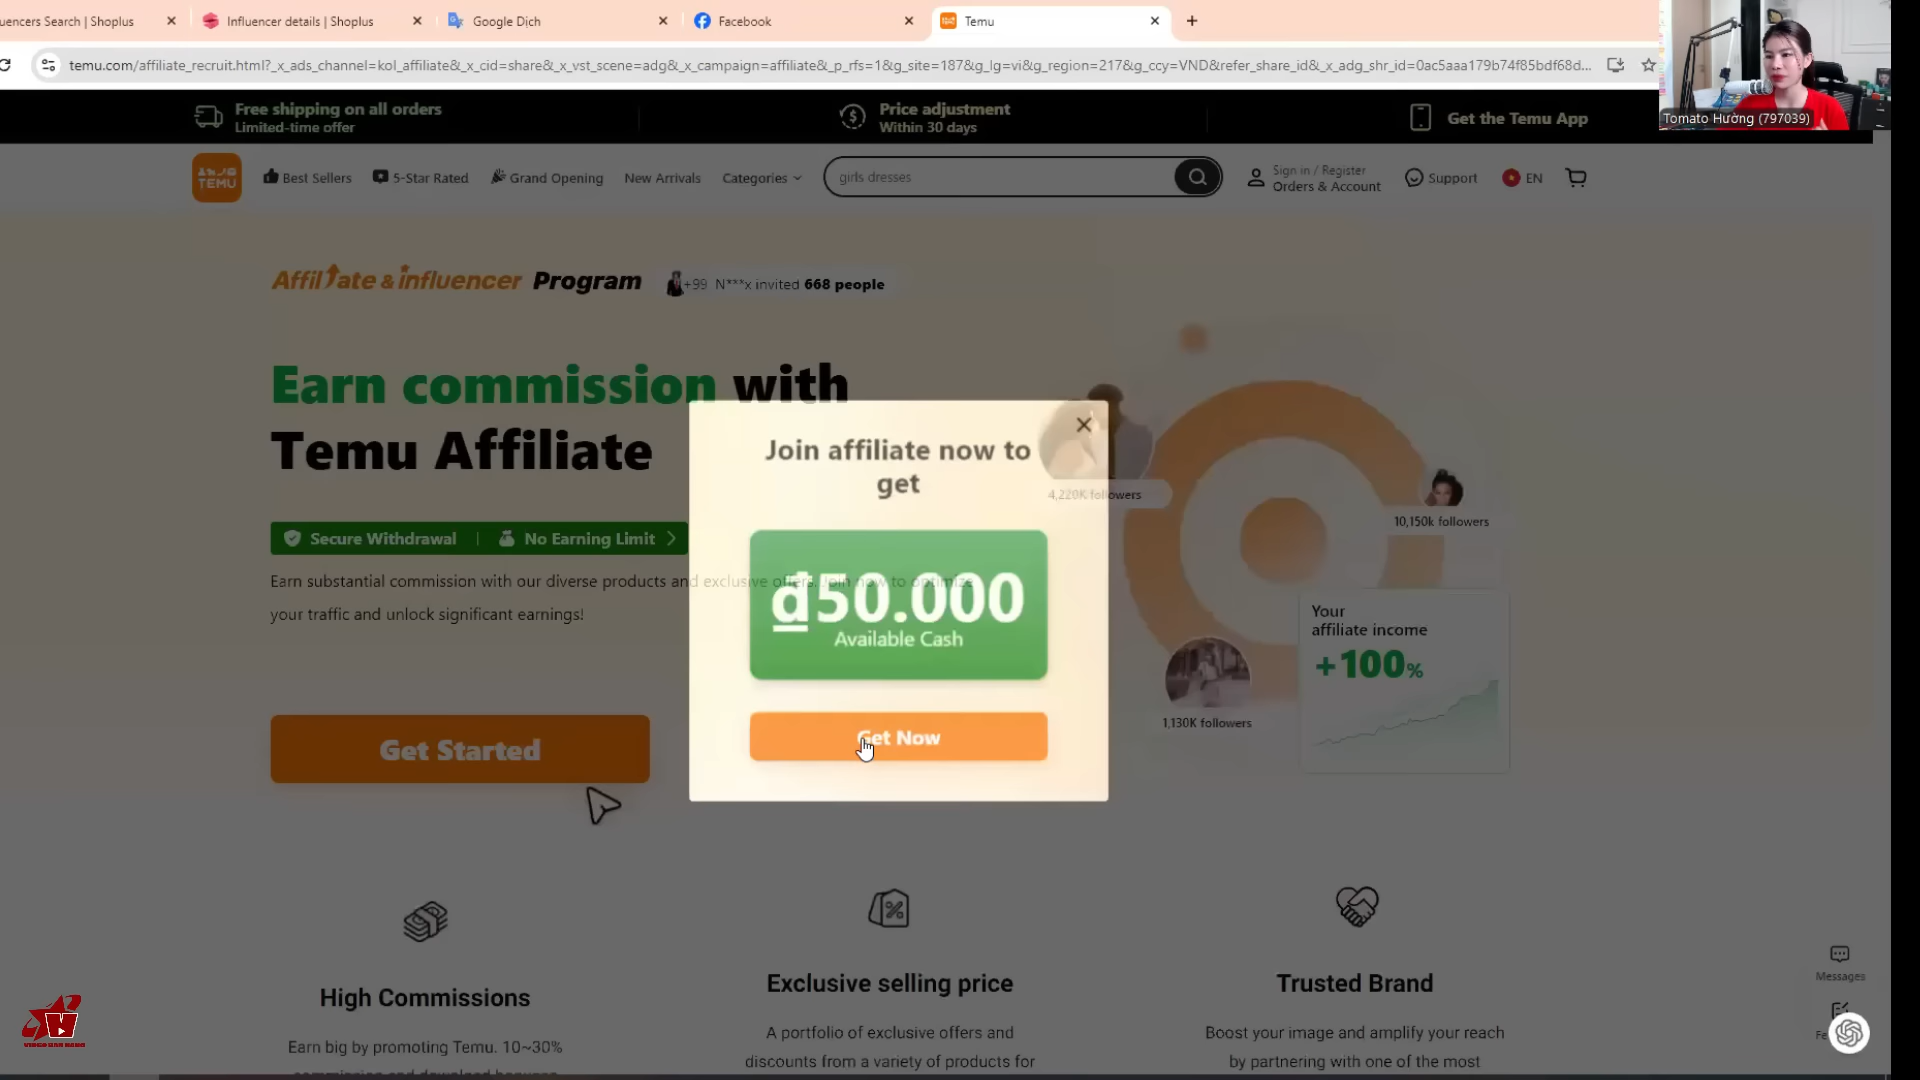 uencers Search | Shoplus
Influencer details | Shoplus
Google Dịch
Facebook
Temu
temu.com/affiliate_recruit.html?_x_ads_channel=kol_affiliate&_x_cid=share&_x_vst_scene=adg&_x_campaign=affiliate&_p_rfs=1&g_site=187&g_lg=vi&g_region=217&g_ccy=VND&refer_share_id&_x_adg_shr_id=0ac5aaa179b74f85bdf68d...
Tomato Hường (797039)
Free shipping on all orders
Limited-time offer
Price adjustment
Within 30 days
Get the Temu App
TEMU
Best Sellers
5-Star Rated
Grand Opening
New Arrivals
Categories
girls dresses
Sign in / Register
Orders & Account
Support
EN
Affiliate & influencer Program
+99 N***x invited 668 people
Earn commission with
Temu Affiliate
Secure Withdrawal
No Earning Limit
Earn substantial commission with our diverse products and exclusive offers. Join now to optimize
your traffic and unlock significant earnings!
Get Started
Join affiliate now to
get
đ50.000
Available Cash
Get Now
4,220K followers
10,150k followers
1,130K followers
Your
affiliate income
+100%
High Commissions
Earn big by promoting Temu. 10~30%
Exclusive selling price
A portfolio of exclusive offers and
discounts from a variety of products for
Trusted Brand
Boost your image and amplify your reach
by partnering with one of the most
Messages